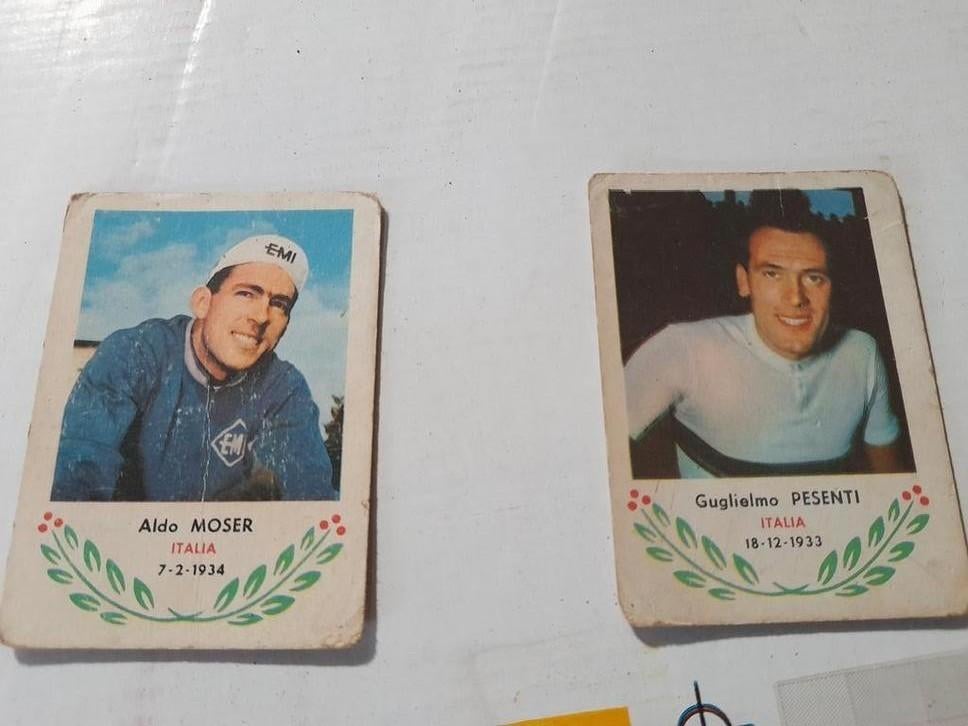 EMI
EMI
Aldo MOSER
ITALIA
7-2-1934
Guglielmo PESENTI
ITALIA
18-12-1933